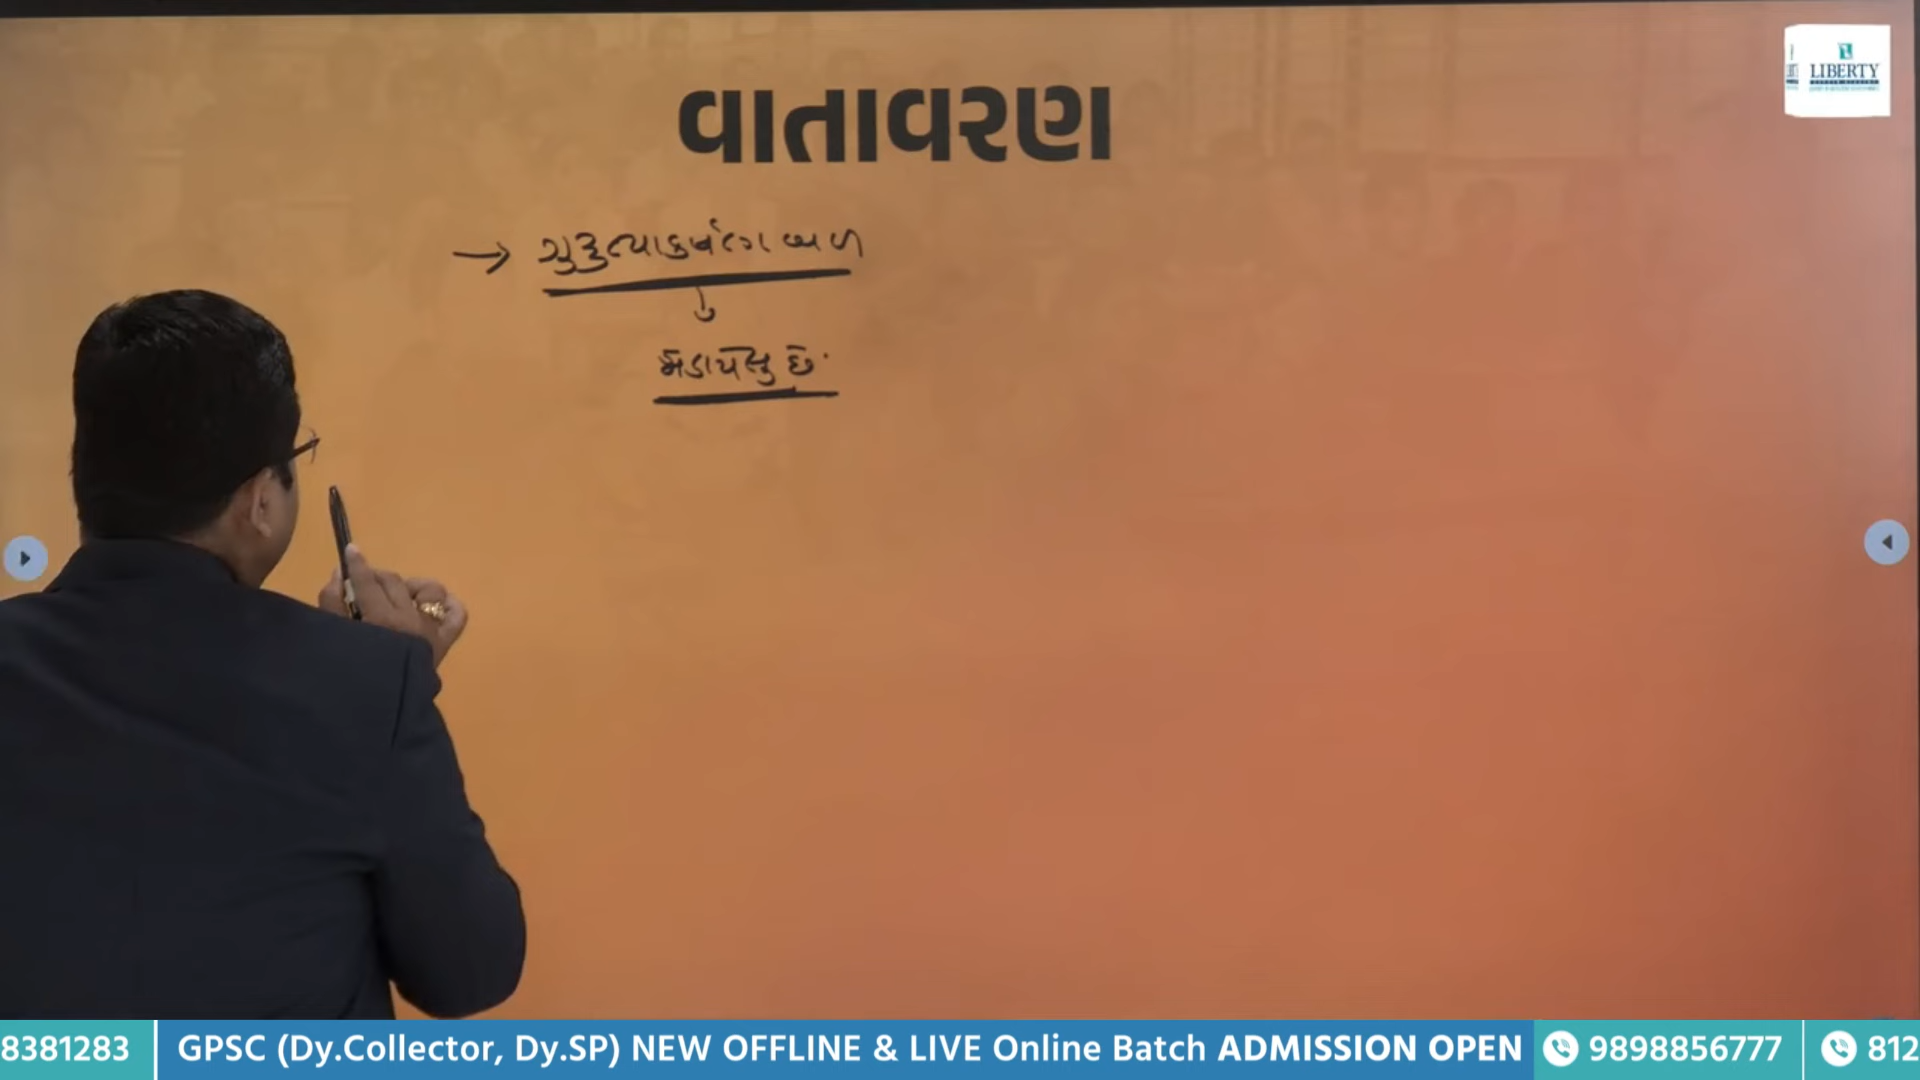 વાતાવરણ
LIBERTY
→ ગુરુત્વાકર્ષણ બળ
જકડાયેલુ છે.
8381283
GPSC (Dy.Collector, Dy.SP) NEW OFFLINE & LIVE Online Batch ADMISSION OPEN
9898856777
812